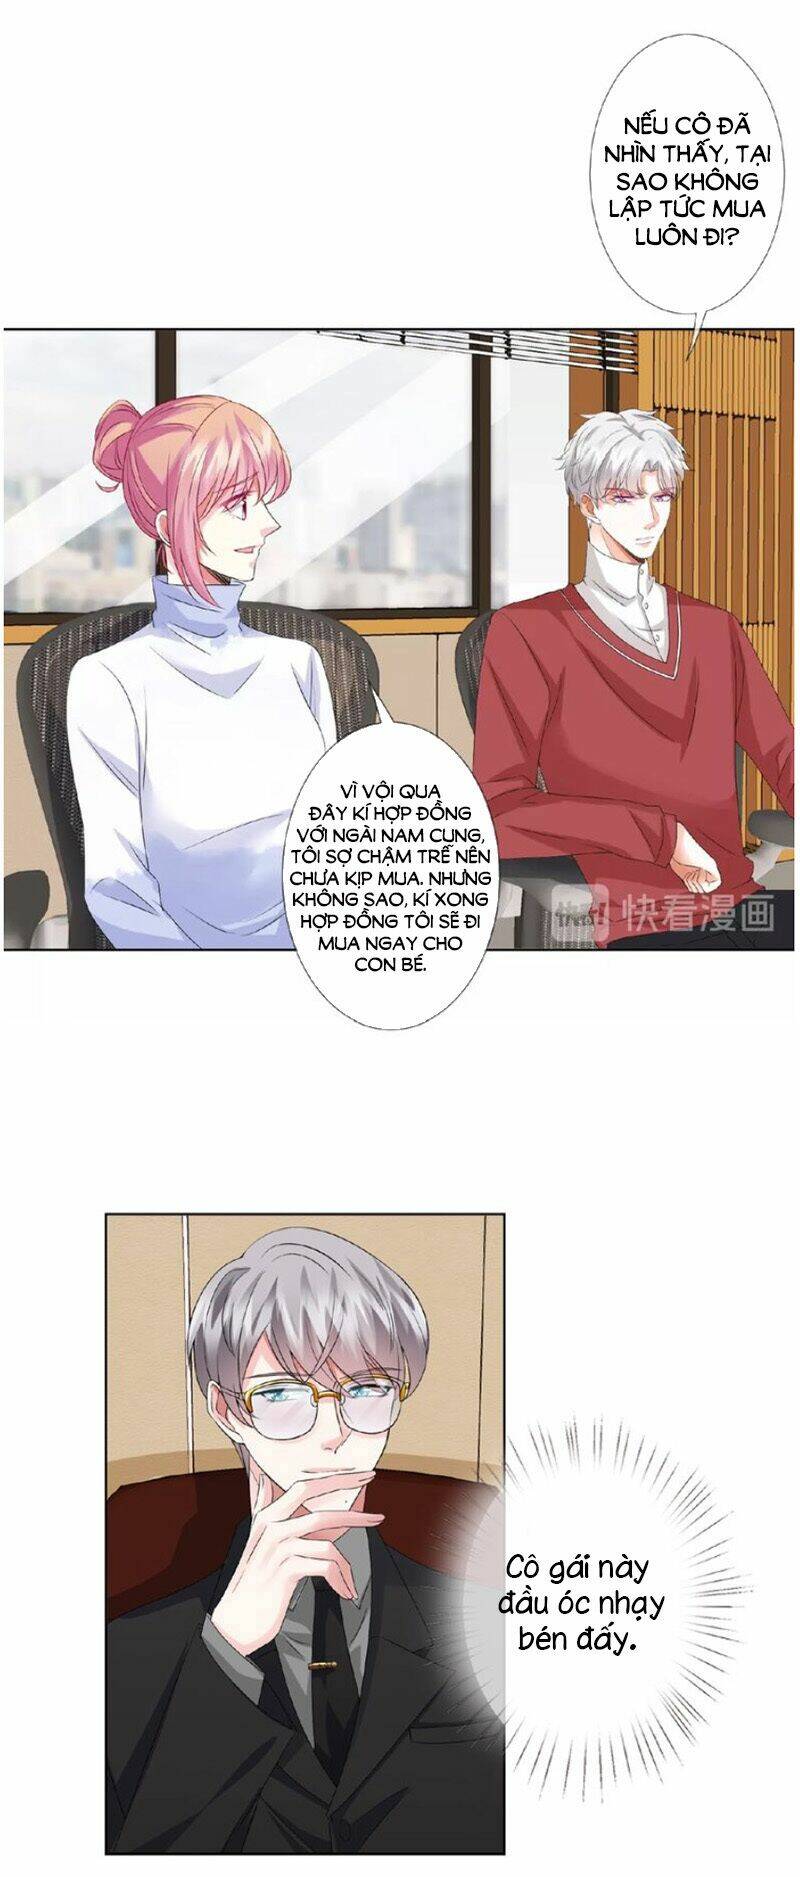 NẾU CÔ ĐÃ
NHÌN THẤY, TẠI
SAO KHÔNG
LẬP TỨC MUA
LUÔN ĐI?
VÌ VỘI QUA
ĐÂY KÍ HỢP ĐỒNG
VỚI NGÀI NAM CUNG,
TÔI SỢ CHẬM TRỄ NÊN
CHƯA KỊP MUA. NHƯNG
KHÔNG SAO, KÍ XONG
HỢP ĐỒNG TÔI SẼ ĐI
MUA NGAY CHO
CON BÉ.
快看漫画
Cô gái này
đầu óc nhạy
bén đấy.